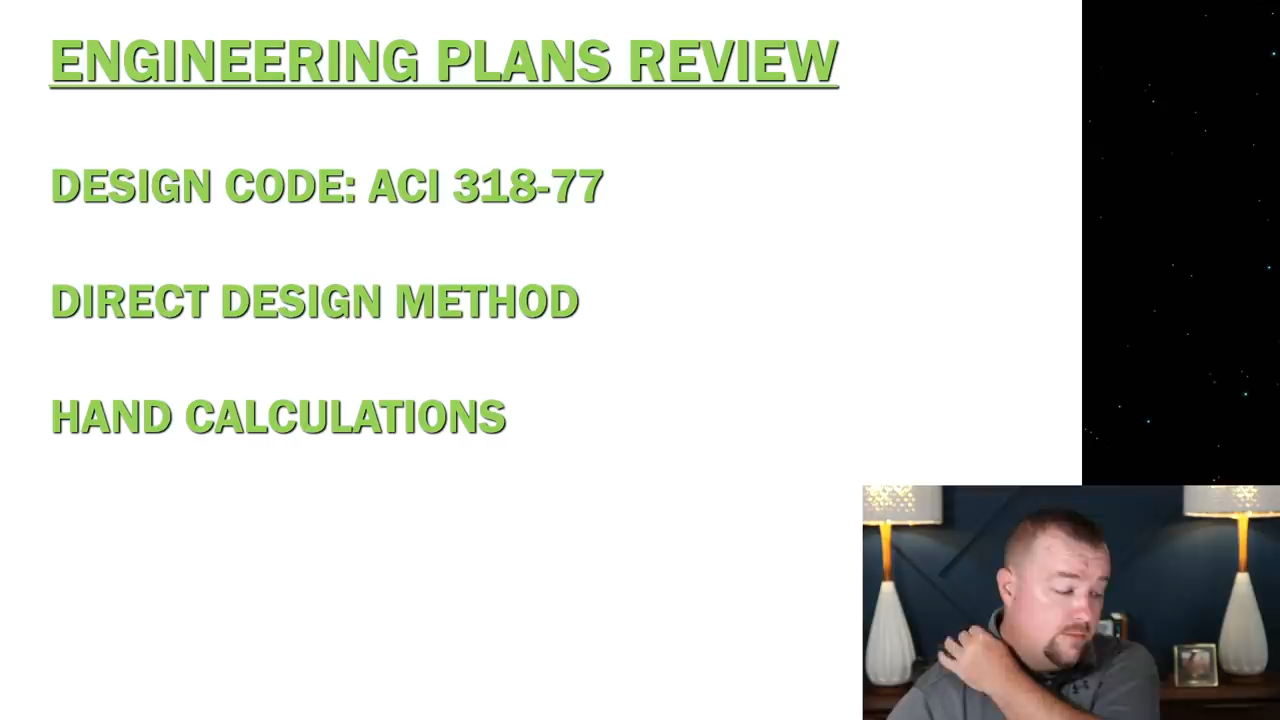 ENGINEERING PLANS REVIEW
DESIGN CODE: ACI 318-77
DIRECT DESIGN METHOD
HAND CALCULATIONS